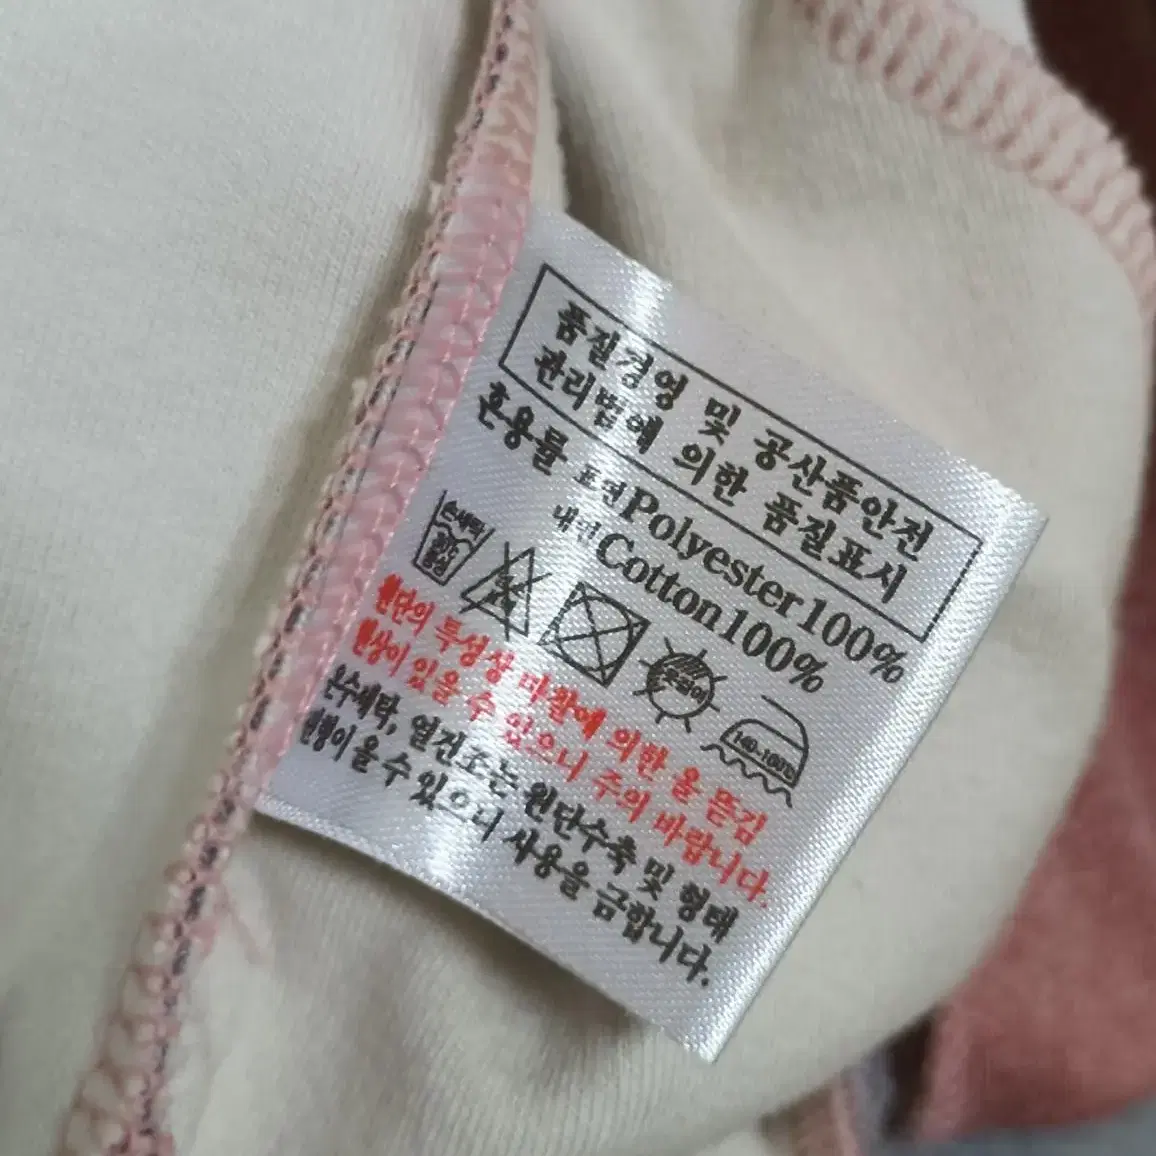 품질경영 및 공산품안전
관리법에 의한 품질표시
혼용률 표면 Polyester 100%
내면 Cotton 100%
손세탁
원단의 특성상 마찰에 의한 올 뜯김
현상이 있을 수 있으니 주의 바랍니다.
온수세탁, 열건조는 원단수축 및 형태
변형이 올 수 있으니 사용을 금합니다.